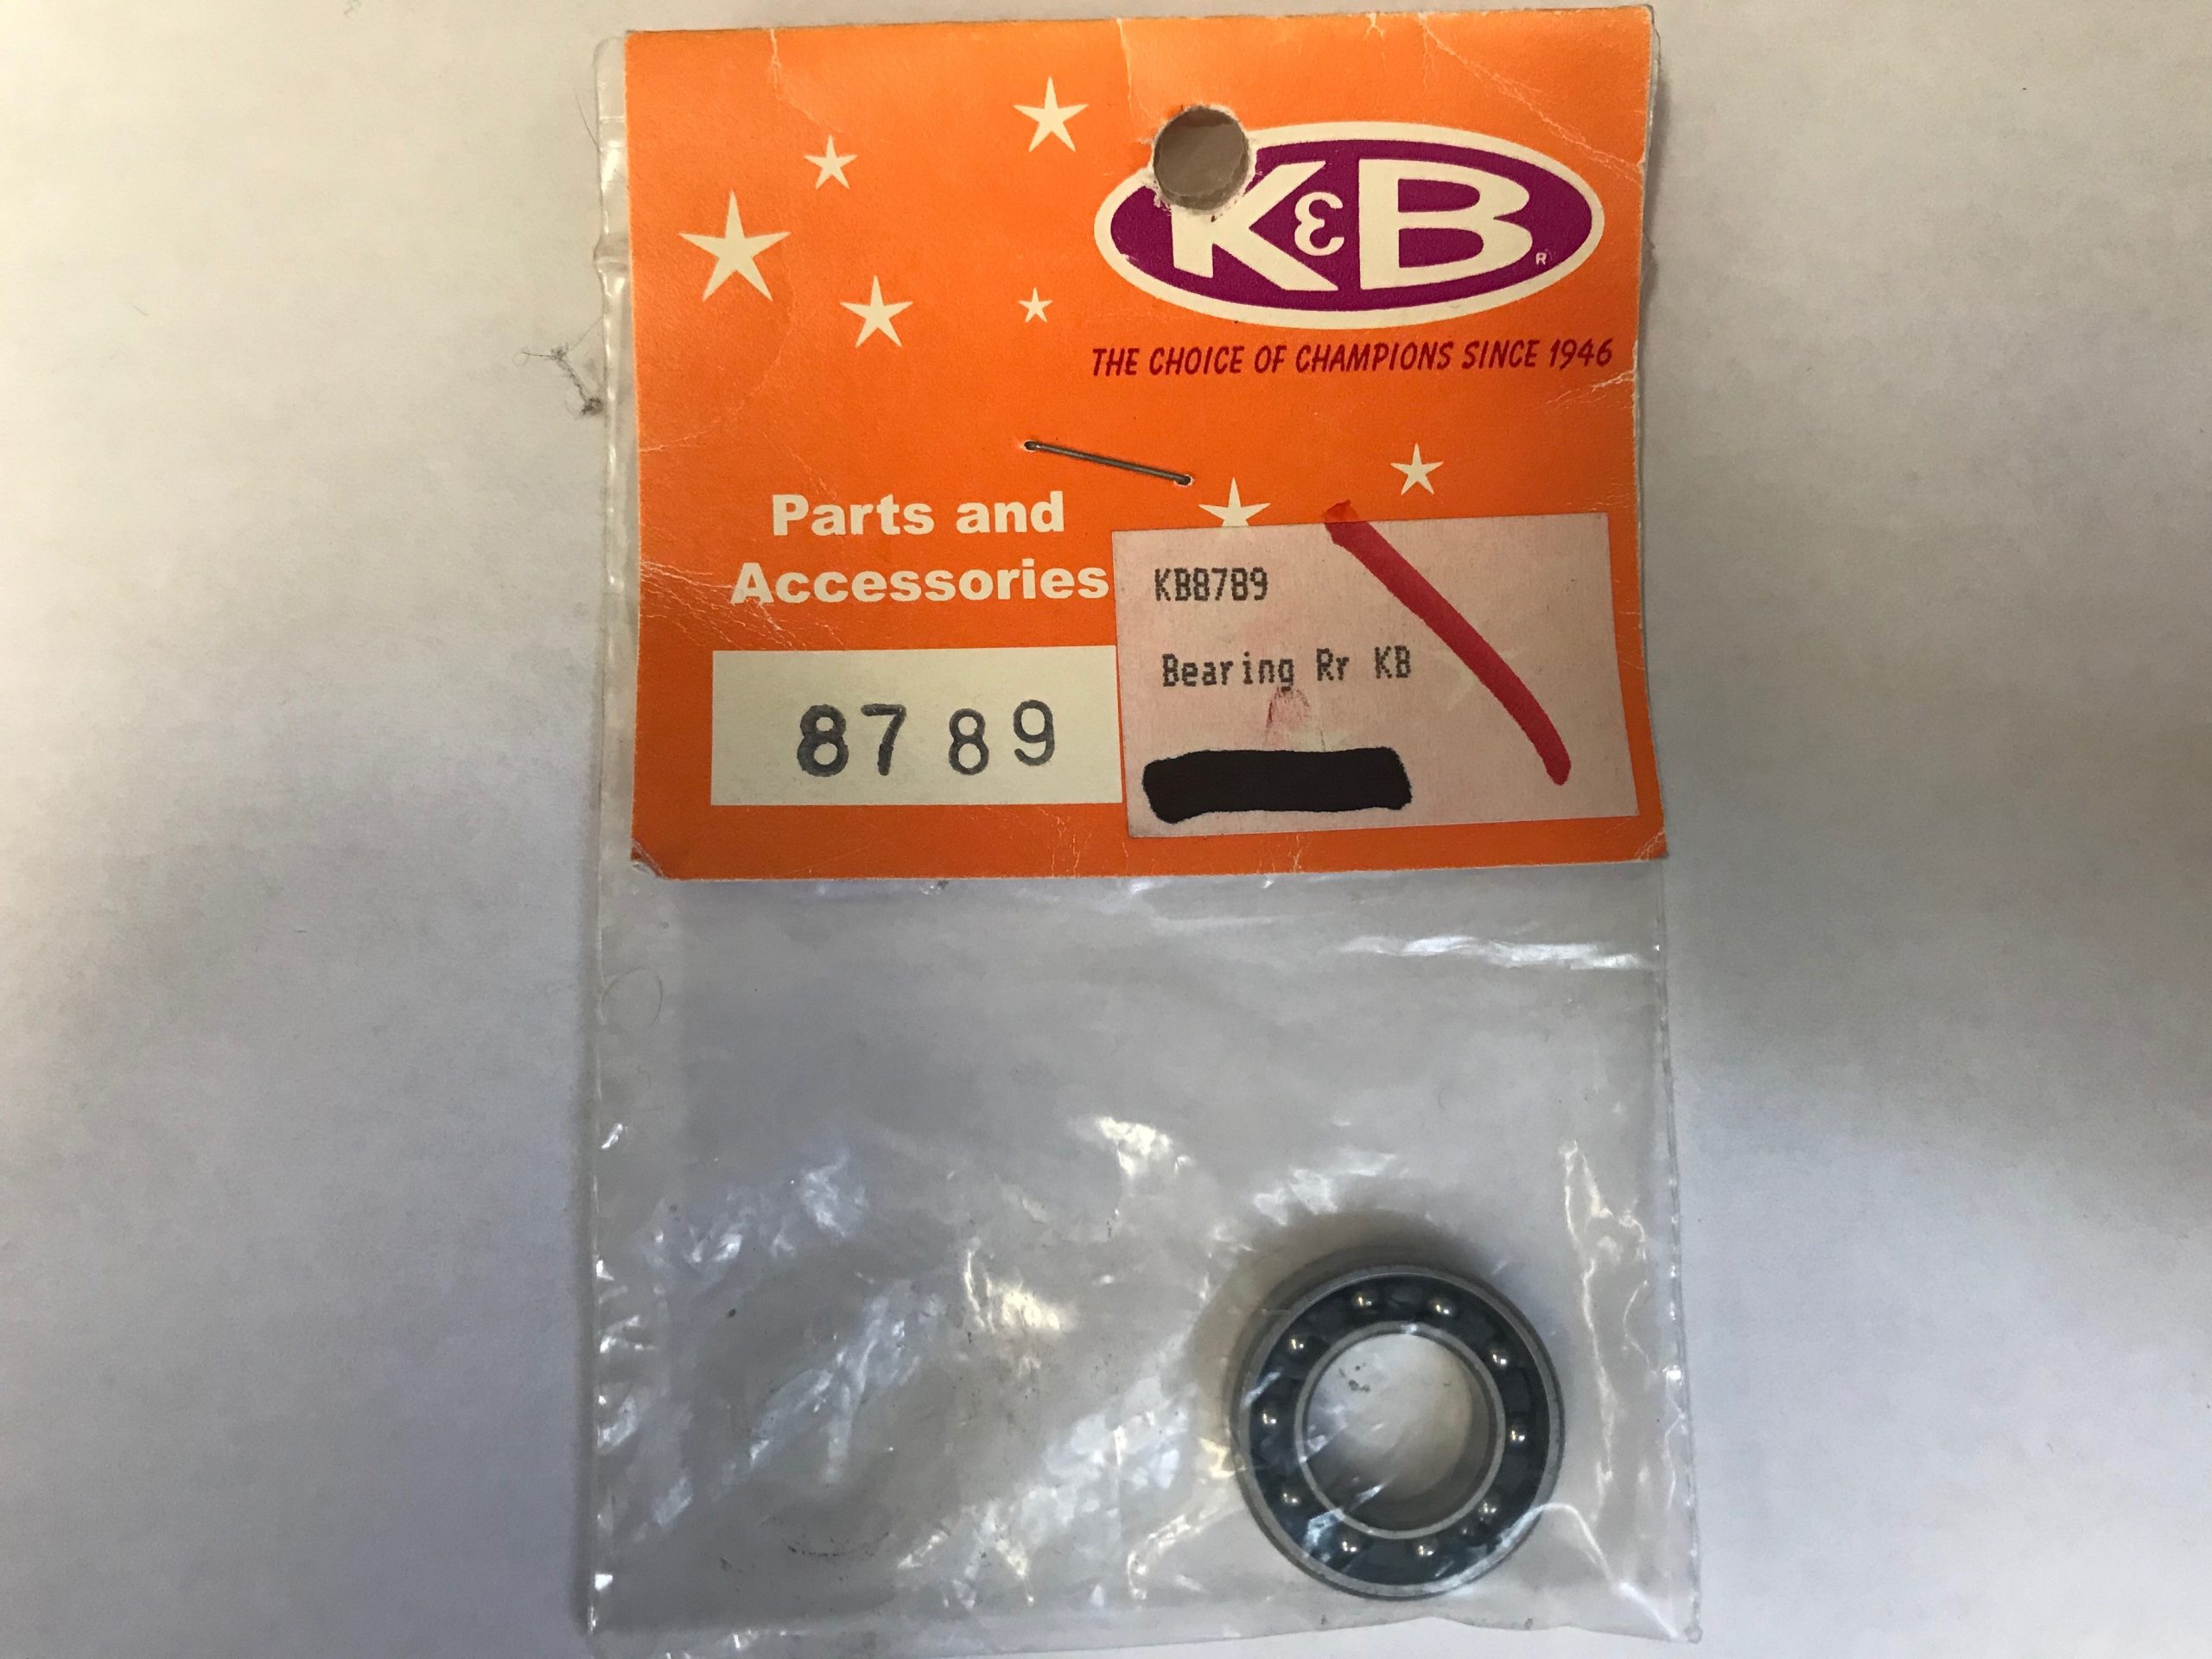 K&B®
THE CHOICE OF CHAMPIONS SINCE 1946
Parts and
Accessories
8789
KB8789
Bearing Rr KB